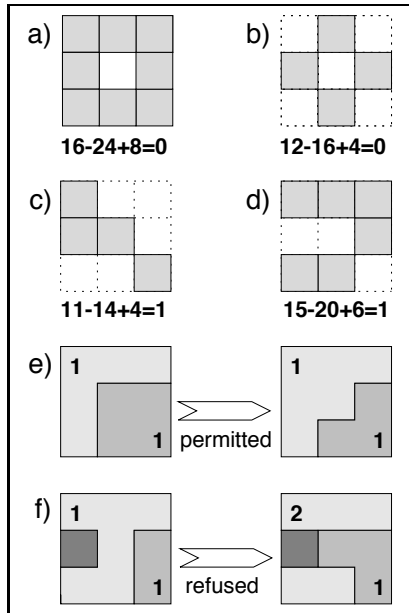 a)
b)
16-24+8=0
12-16+4=0
c)
d)
11-14+4=1
15-20+6=1
e)
1
1
permitted
1
1
f)
1
1
refused
2
1